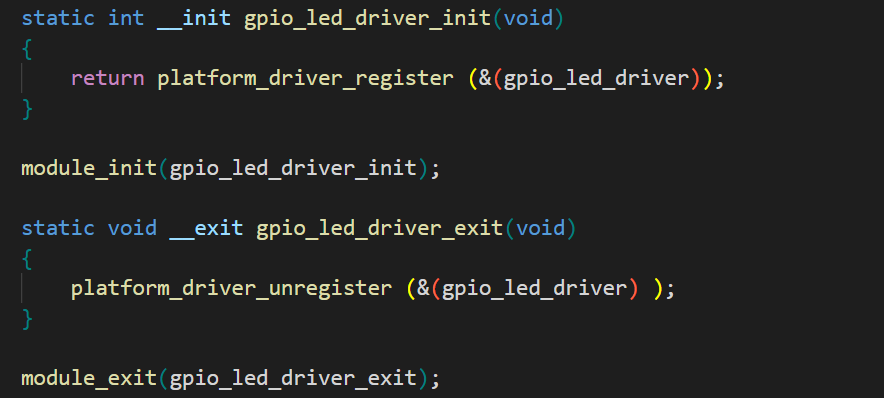 static int __init gpio_led_driver_init(void)
{
    return platform_driver_register (&(gpio_led_driver));
}
module_init(gpio_led_driver_init);
static void __exit gpio_led_driver_exit(void)
{
    platform_driver_unregister (&(gpio_led_driver) );
}
module_exit(gpio_led_driver_exit);